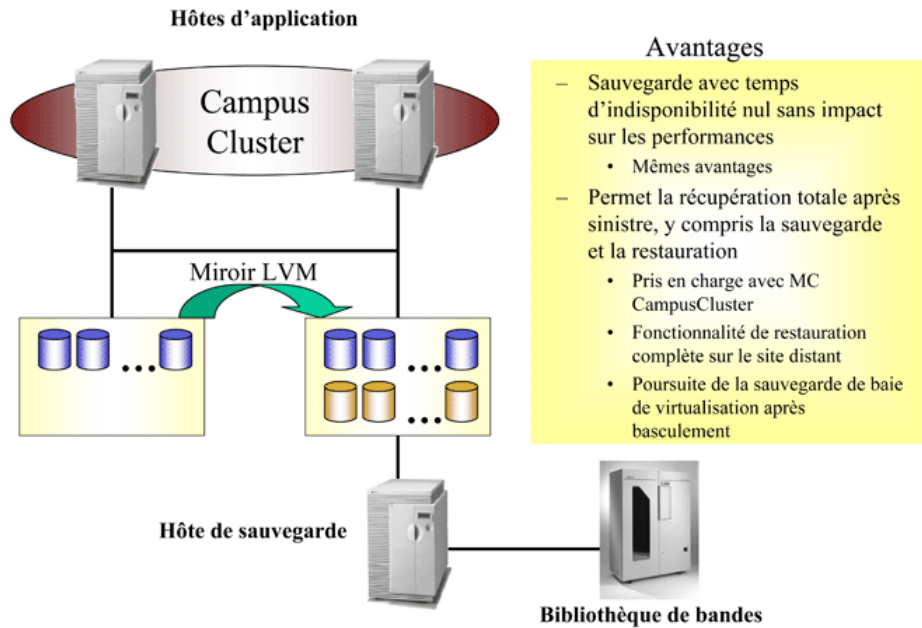 Hôtes d'application
Campus
Cluster
Miroir LVM
Hôte de sauvegarde
Bibliothèque de bandes
Avantages
– Sauvegarde avec temps
d'indisponibilité nul sans impact
sur les performances
• Mêmes avantages
– Permet la récupération totale après
sinistre, y compris la sauvegarde
et la restauration
• Pris en charge avec MC
CampusCluster
• Fonctionnalité de restauration
complète sur le site distant
• Poursuite de la sauvegarde de baie
de virtualisation après
basculement